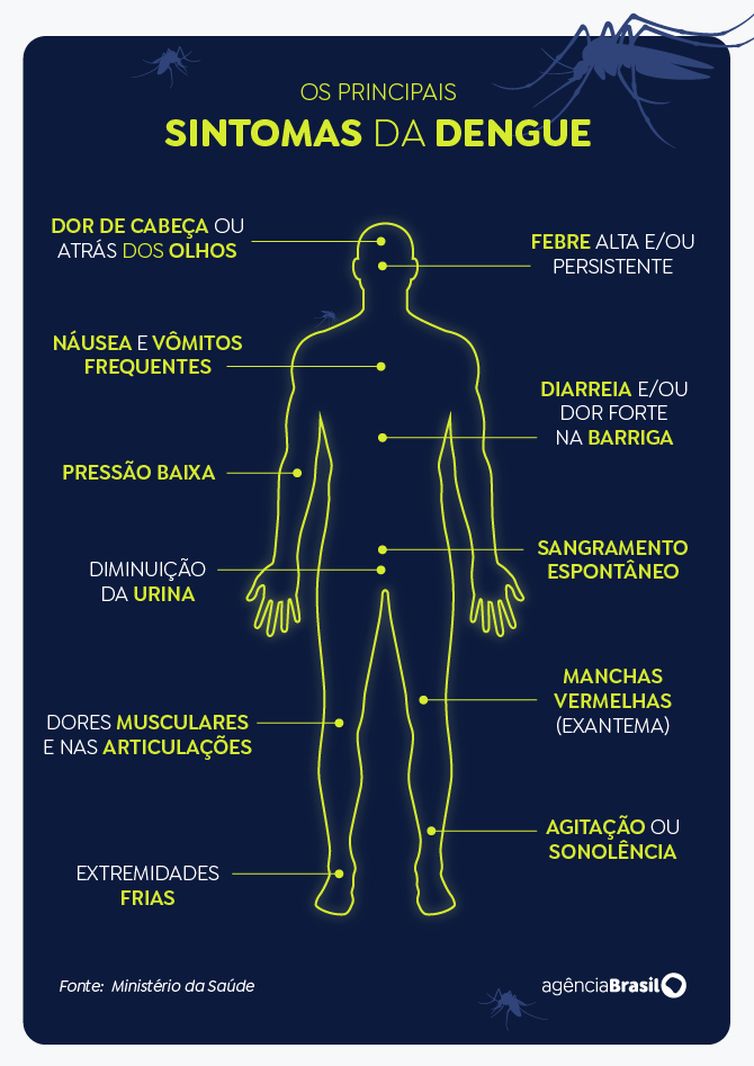 OS PRINCIPAIS
SINTOMAS DA DENGUE
DOR DE CABEÇA OU
ATRÁS DOS OLHOS
FEBRE ALTA E/OU
PERSISTENTE
NÁUSEA E VÔMITOS
FREQUENTES
DIARREIA E/OU
DOR FORTE
NA BARRIGA
PRESSÃO BAIXA
SANGRAMENTO
ESPONTÂNEO
DIMINUIÇÃO
DA URINA
MANCHAS
VERMELHAS
(EXANTEMA)
DORES MUSCULARES
E NAS ARTICULAÇÕES
AGITAÇÃO OU
SONOLÊNCIA
EXTREMIDADES
FRIAS
Fonte: Ministério da Saúde
agênciaBrasil